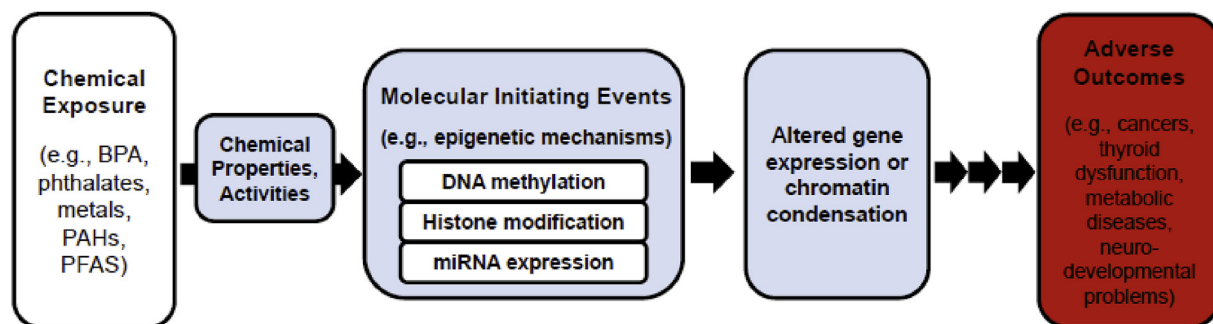 Chemical
Exposure
(e.g., BPA,
phthalates,
metals,
PAHs,
PFAS)
Chemical
Properties,
Activities
Molecular Initiating Events
(e.g., epigenetic mechanisms)
DNA methylation
Histone modification
miRNA expression
Altered gene
expression or
chromatin
condensation
Adverse
Outcomes
(e.g., cancers,
thyroid
dysfunction,
metabolic
diseases,
neuro-
developmental
problems)